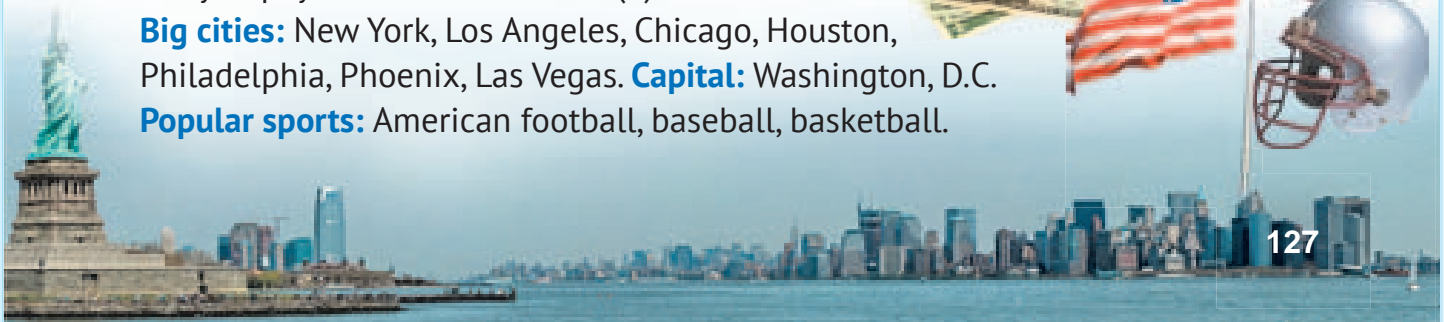 Big cities: New York, Los Angeles, Chicago, Houston,
Philadelphia, Phoenix, Las Vegas. Capital: Washington, D.C.
Popular sports: American football, baseball, basketball.
127